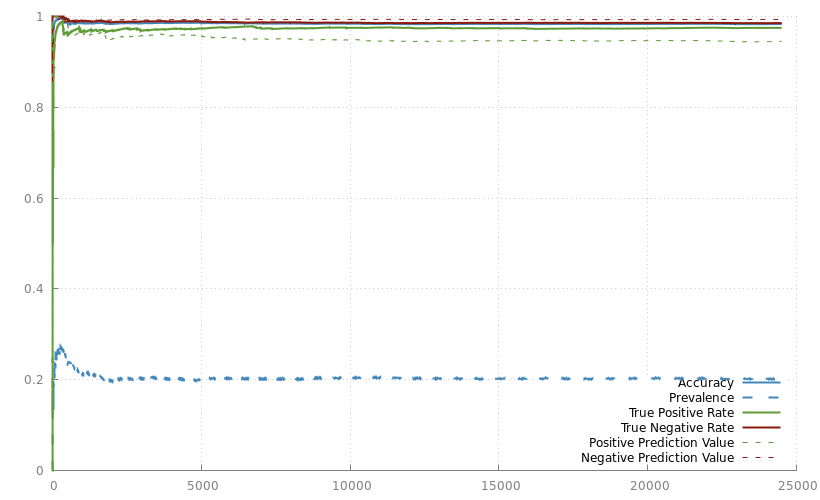 1
0.8
0.6
0.4
0.2
0
0 5000 10000 15000 20000 25000
Accuracy
Prevalence
True Positive Rate
True Negative Rate
Positive Prediction Value
Negative Prediction Value